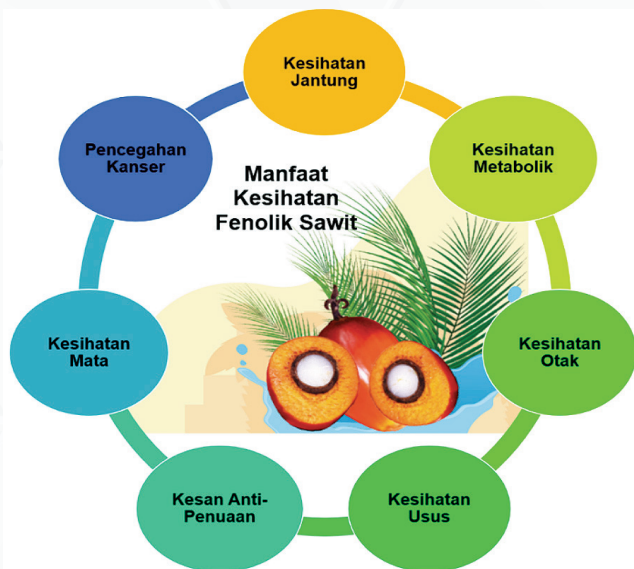 Kesihatan
Jantung
Kesihatan
Metabolik
Kesihatan
Otak
Kesihatan
Usus
Kesan Anti-
Penuaan
Kesihatan
Mata
Pencegahan
Kanser
Manfaat
Kesihatan
Fenolik Sawit